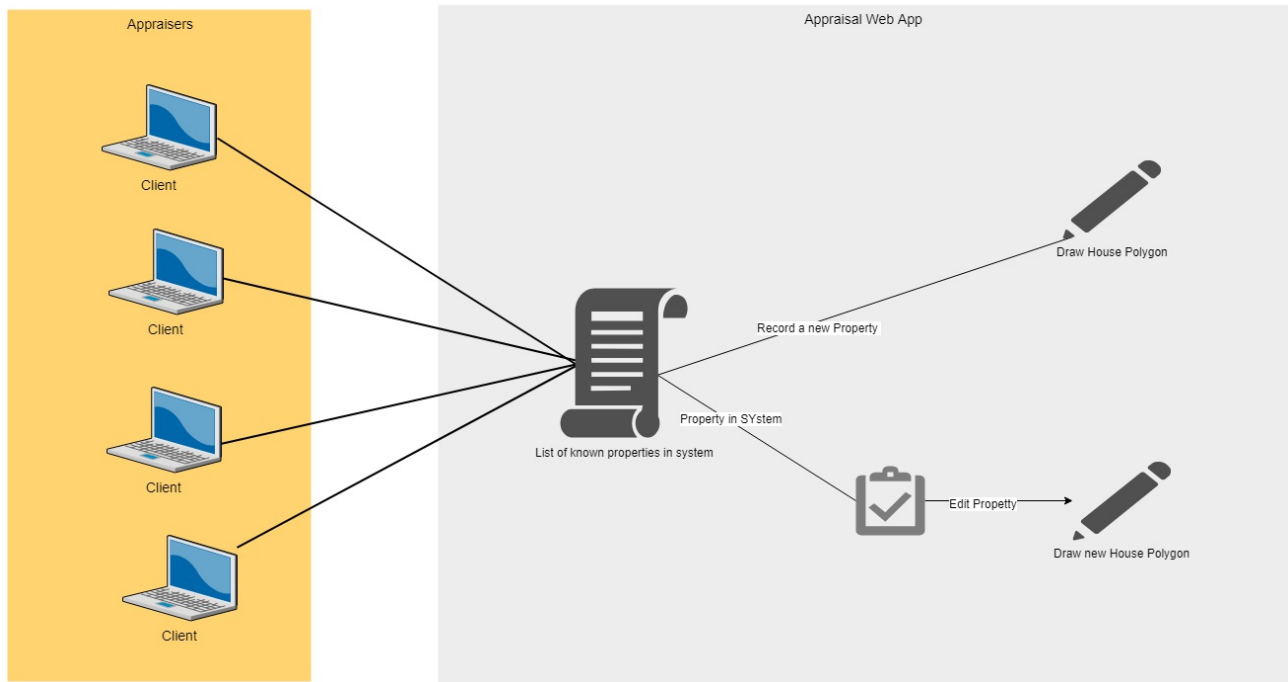 Appraisers
Appraisal Web App
Client
Client
Client
Client
List of known properties in system
Record a new Property
Property in SYstem
Draw House Polygon
Edit Propetty
Draw new House Polygon